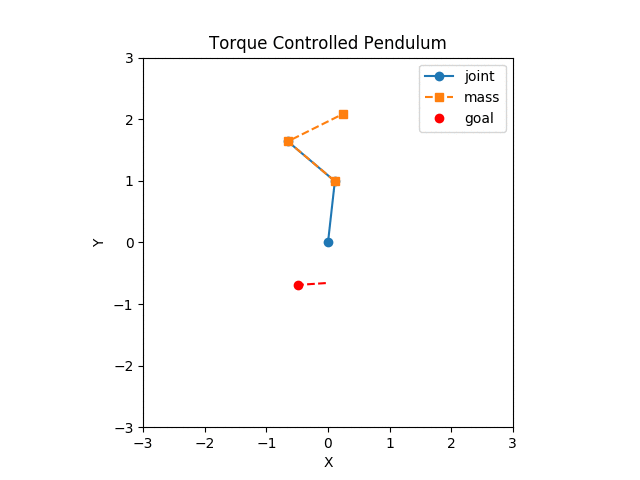 Torque Controlled Pendulum
joint
mass
goal
3
2
1
0
−1
−2
−3
Y
−3 −2 −1 0 1 2 3
X